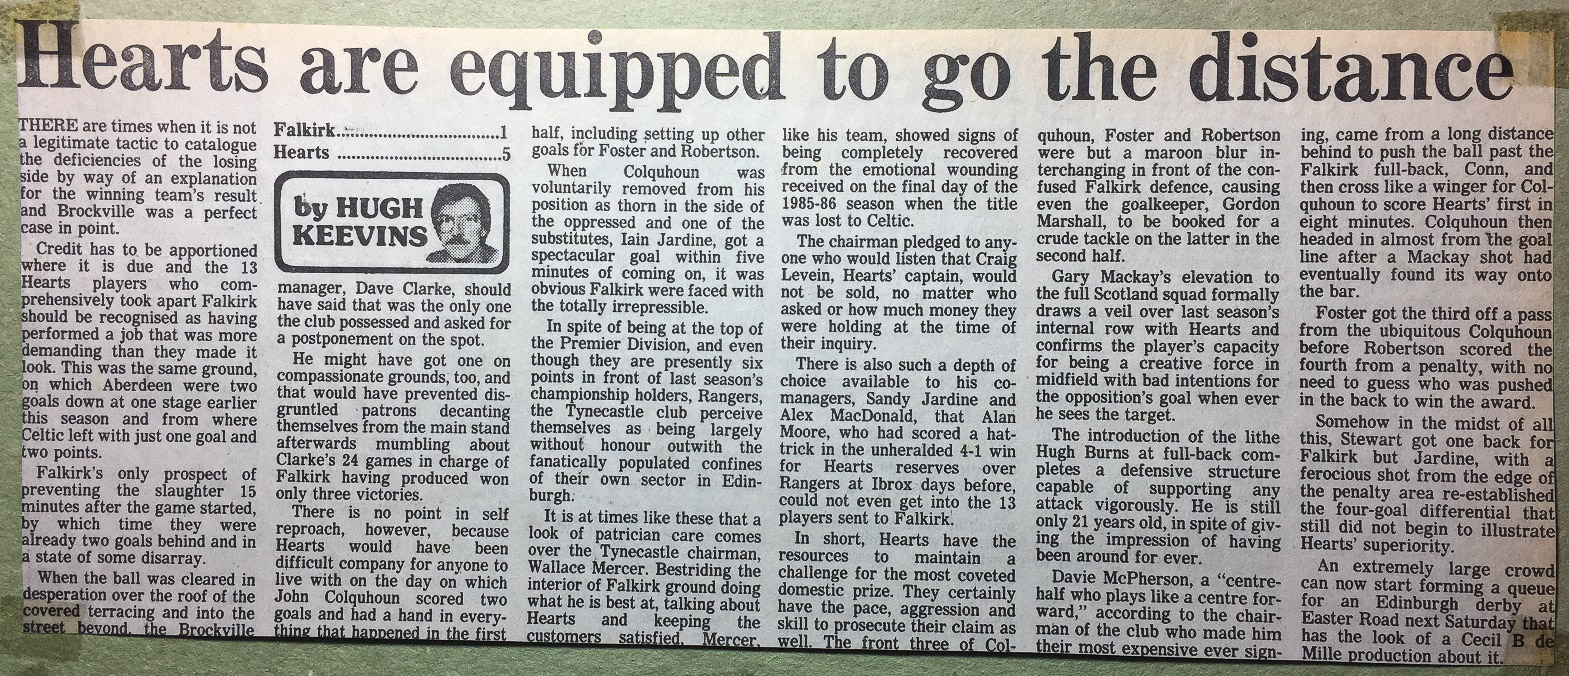 Hearts are equipped to go the distance
THERE are times when it is not
a legitimate tactic to catalogue
the deficiencies of the losing
side by way of an explanation
for the winning team's result
and Brockville was a perfect
case in point.
Credit has to be apportioned
where it is due and the 13
Hearts players who com-
prehensively took apart Falkirk
should be recognised as having
performed a job that was more
demanding than they made it
look. This was the same ground,
on which Aberdeen were two
goals down at one stage earlier
this season and from where
Celtic left with just one goal and
two points.
Falkirk's only prospect of
preventing the slaughter 15
minutes after the game started,
by which time they were
already two goals behind and in
a state of some disarray.
When the ball was cleared in
desperation over the roof of the
covered terracing and into the
street beyond, the Brockville
Falkirk..............................1
Hearts ..............................5
by HUGH
KEEVINS
manager, Dave Clarke, should
have said that was the only one
the club possessed and asked for
a postponement on the spot.
He might have got one on
compassionate grounds, too, and
that would have prevented dis-
gruntled patrons decanting
themselves from the main stand
afterwards mumbling about
Clarke's 24 games in charge of
Falkirk having produced won
only three victories.
There is no point in self
reproach, however, because
Hearts would have been
difficult company for anyone to
live with on the day on which
John Colquhoun scored two
goals and had a hand in every-
thing that happened in the first
half, including setting up other
goals for Foster and Robertson.
When Colquhoun was
voluntarily removed from his
position as thorn in the side of
the oppressed and one of the
substitutes, Iain Jardine, got a
spectacular goal within five
minutes of coming on, it was
obvious Falkirk were faced with
the totally irrepressible.
In spite of being at the top of
the Premier Division, and even
though they are presently six
points in front of last season's
championship holders, Rangers,
the Tynecastle club perceive
themselves as being largely
without honour outwith the
fanatically populated confines
of their own sector in Edin-
burgh.
It is at times like these that a
look of patrician care comes
over the Tynecastle chairman,
Wallace Mercer. Bestriding the
interior of Falkirk ground doing
what he is best at, talking about
Hearts and keeping the
customers satisfied, Mercer,
like his team, showed signs of
being completely recovered
from the emotional wounding
received on the final day of the
1985-86 season when the title
was lost to Celtic.
The chairman pledged to any-
one who would listen that Craig
Levein, Hearts' captain, would
not be sold, no matter who
asked or how much money they
were holding at the time of
their inquiry.
There is also such a depth of
choice available to his co-
managers, Sandy Jardine and
Alex MacDonald, that Alan
Moore, who had scored a hat-
trick in the unheralded 4-1 win
for Hearts reserves over
Rangers at Ibrox days before,
could not even get into the 13
players sent to Falkirk.
In short, Hearts have the
resources to maintain a
challenge for the most coveted
domestic prize. They certainly
have the pace, aggression and
skill to prosecute their claim as
well. The front three of Col-
quhoun, Foster and Robertson
were but a maroon blur in-
terchanging in front of the con-
fused Falkirk defence, causing
even the goalkeeper, Gordon
Marshall, to be booked for a
crude tackle on the latter in the
second half.
Gary Mackay's elevation to
the full Scotland squad formally
draws a veil over last season's
internal row with Hearts and
confirms the player's capacity
for being a creative force in
midfield with bad intentions for
the opposition's goal when ever
he sees the target.
The introduction of the lithe
Hugh Burns at full-back com-
pletes a defensive structure
capable of supporting any
attack vigorously. He is still
only 21 years old, in spite of giv-
ing the impression of having
been around for ever.
Davie McPherson, a "centre-
half who plays like a centre for-
ward," according to the chair-
man of the club who made him
their most expensive ever sign-
ing, came from a long distance
behind to push the ball past the
Falkirk full-back, Conn, and
then cross like a winger for Col-
quhoun to score Hearts' first in
eight minutes. Colquhoun then
headed in almost from the goal
line after a Mackay shot had
eventually found its way onto
the bar.
Foster got the third off a pass
from the ubiquitous Colquhoun
before Robertson scored the
fourth from a penalty, with no
need to guess who was pushed
in the back to win the award.
Somehow in the midst of all
this, Stewart got one back for
Falkirk but Jardine, with a
ferocious shot from the edge of
the penalty area re-established
the four-goal differential that
still did not begin to illustrate
Hearts' superiority.
An extremely large crowd
can now start forming a queue
for an Edinburgh derby at
Easter Road next Saturday that
has the look of a Cecil B de
Mille production about it.